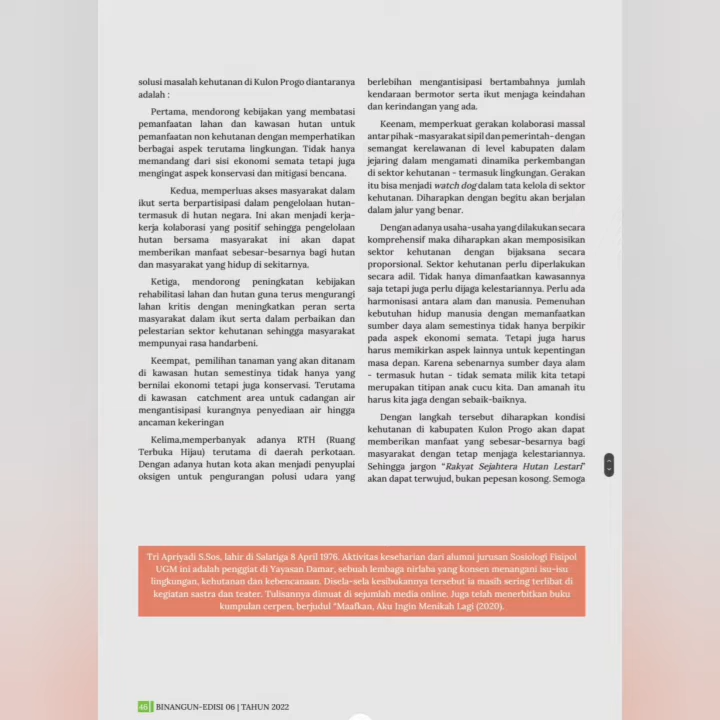 solusi masalah kehutanan di Kulon Progo diantaranya
adalah :
Pertama, mendorong kebijakan yang membatasi
pemanfaatan lahan dan kawasan hutan untuk
pemanfaatan non kehutanan dengan memperhatikan
berbagai aspek terutama lingkungan. Tidak hanya
memandang dari sisi ekonomi semata tetapi juga
mengingat aspek konservasi dan mitigasi bencana.
Kedua, memperluas akses masyarakat dalam
ikut serta berpartisipasi dalam pengelolaan hutan-
termasuk di hutan negara. Ini akan menjadi kerja-
kerja kolaborasi yang positif sehingga pengelolaan
hutan bersama masyarakat ini akan dapat
memberikan manfaat sebesar-besarnya bagi hutan
dan masyarakat yang hidup di sekitarnya.
Ketiga, mendorong peningkatan kebijakan
rehabilitasi lahan dan hutan guna terus mengurangi
lahan kritis dengan meningkatkan peran serta
masyarakat dalam ikut serta dalam perbaikan dan
pelestarian sektor kehutanan sehingga masyarakat
mempunyai rasa handarbeni.
Keempat, pemilihan tanaman yang akan ditanam
di kawasan hutan semestinya tidak hanya yang
bernilai ekonomi tetapi juga konservasi. Terutama
di kawasan catchment area untuk cadangan air
mengantisipasi kurangnya penyediaan air hingga
ancaman kekeringan
Kelima,memperbanyak adanya RTH (Ruang
Terbuka Hijau) terutama di daerah perkotaan.
Dengan adanya hutan kota akan menjadi penyuplai
oksigen untuk pengurangan polusi udara yang
berlebihan mengantisipasi bertambahnya jumlah
kendaraan bermotor serta ikut menjaga keindahan
dan kerindangan yang ada.
Keenam, memperkuat gerakan kolaborasi massal
antar pihak -masyarakat sipil dan pemerintah- dengan
semangat kerelawanan di level kabupaten dalam
jejaring dalam mengamati dinamika perkembangan
di sektor kehutanan - termasuk lingkungan. Gerakan
itu bisa menjadi watch dog dalam tata kelola di sektor
kehutanan. Diharapkan dengan begitu akan berjalan
dalam jalur yang benar.
Dengan adanya usaha-usaha yang dilakukan secara
komprehensif maka diharapkan akan memposisikan
sektor kehutanan dengan bijaksana secara
proporsional. Sektor kehutanan perlu diperlakukan
secara adil. Tidak hanya dimanfaatkan kawasannya
saja tetapi juga perlu dijaga kelestariannya. Perlu ada
harmonisasi antara alam dan manusia. Pemenuhan
kebutuhan hidup manusia dengan memanfaatkan
sumber daya alam semestinya tidak hanya berpikir
pada aspek ekonomi semata. Tetapi juga harus
harus memikirkan aspek lainnya untuk kepentingan
masa depan. Karena sebenarnya sumber daya alam
- termasuk hutan - tidak semata milik kita tetapi
merupakan titipan anak cucu kita. Dan amanah itu
harus kita jaga dengan sebaik-baiknya.
Dengan langkah tersebut diharapkan kondisi
kehutanan di kabupaten Kulon Progo akan dapat
memberikan manfaat yang sebesar-besarnya bagi
masyarakat dengan tetap menjaga kelestariannya.
Sehingga jargon "Rakyat Sejahtera Hutan Lestari"
akan dapat terwujud, bukan pepesan kosong. Semoga
Tri Apriyadi S.Sos, lahir di Salatiga 8 April 1976. Aktivitas keseharian dari alumni jurusan Sosiologi Fisipol
UGM ini adalah penggiat di Yayasan Damar, sebuah lembaga nirlaba yang konsen menangani isu-isu
lingkungan, kehutanan dan kebencanaan. Disela-sela kesibukannya tersebut ia masih sering terlibat di
kegiatan sastra dan teater. Tulisannya dimuat di sejumlah media online. Juga telah menerbitkan buku
kumpulan cerpen, berjudul "Maafkan, Aku Ingin Menikah Lagi (2020).
46 BINANGUN-EDISI 06 | TAHUN 2022